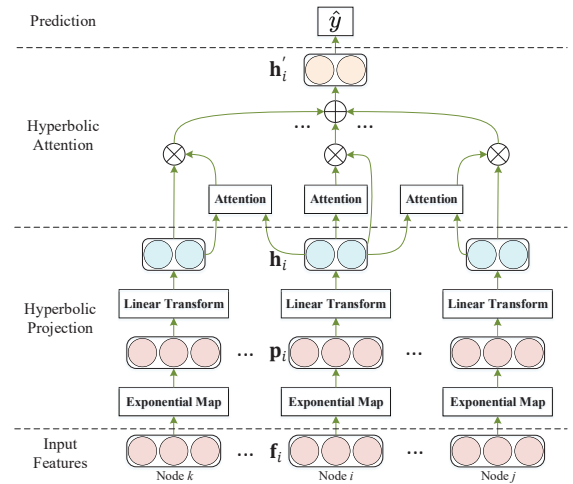 Prediction
ŷ
h′ᵢ
Hyperbolic
Attention
... ...
Attention Attention Attention
hᵢ
Linear Transform Linear Transform Linear Transform
Hyperbolic
Projection
... pᵢ ...
Exponential Map Exponential Map Exponential Map
Input
Features
... fᵢ ...
Node k Node i Node j